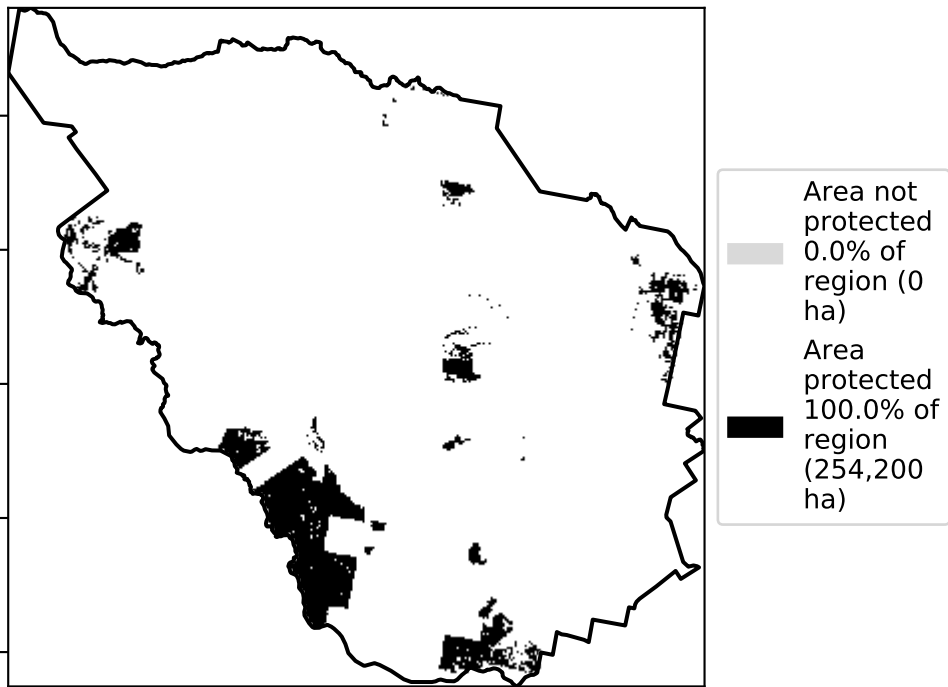 Area not
protected
0.0% of
region (0
ha)
Area
protected
100.0% of
region
(254,200
ha)